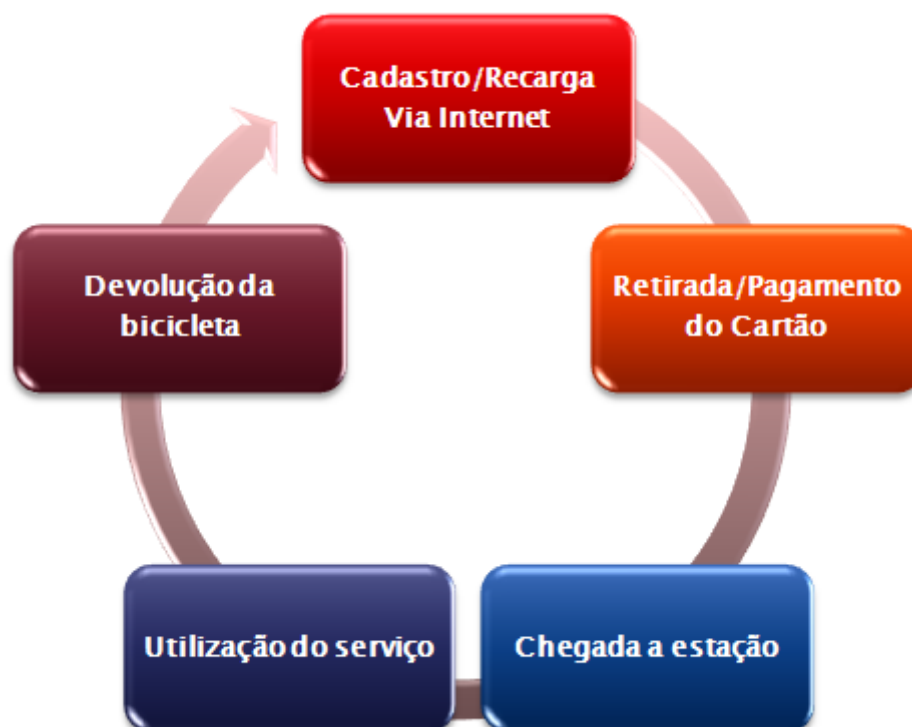 Cadastro/Recarga
Via Internet
Retirada/Pagamento
do Cartão
Chegada a estação
Utilização do serviço
Devolução da
bicicleta